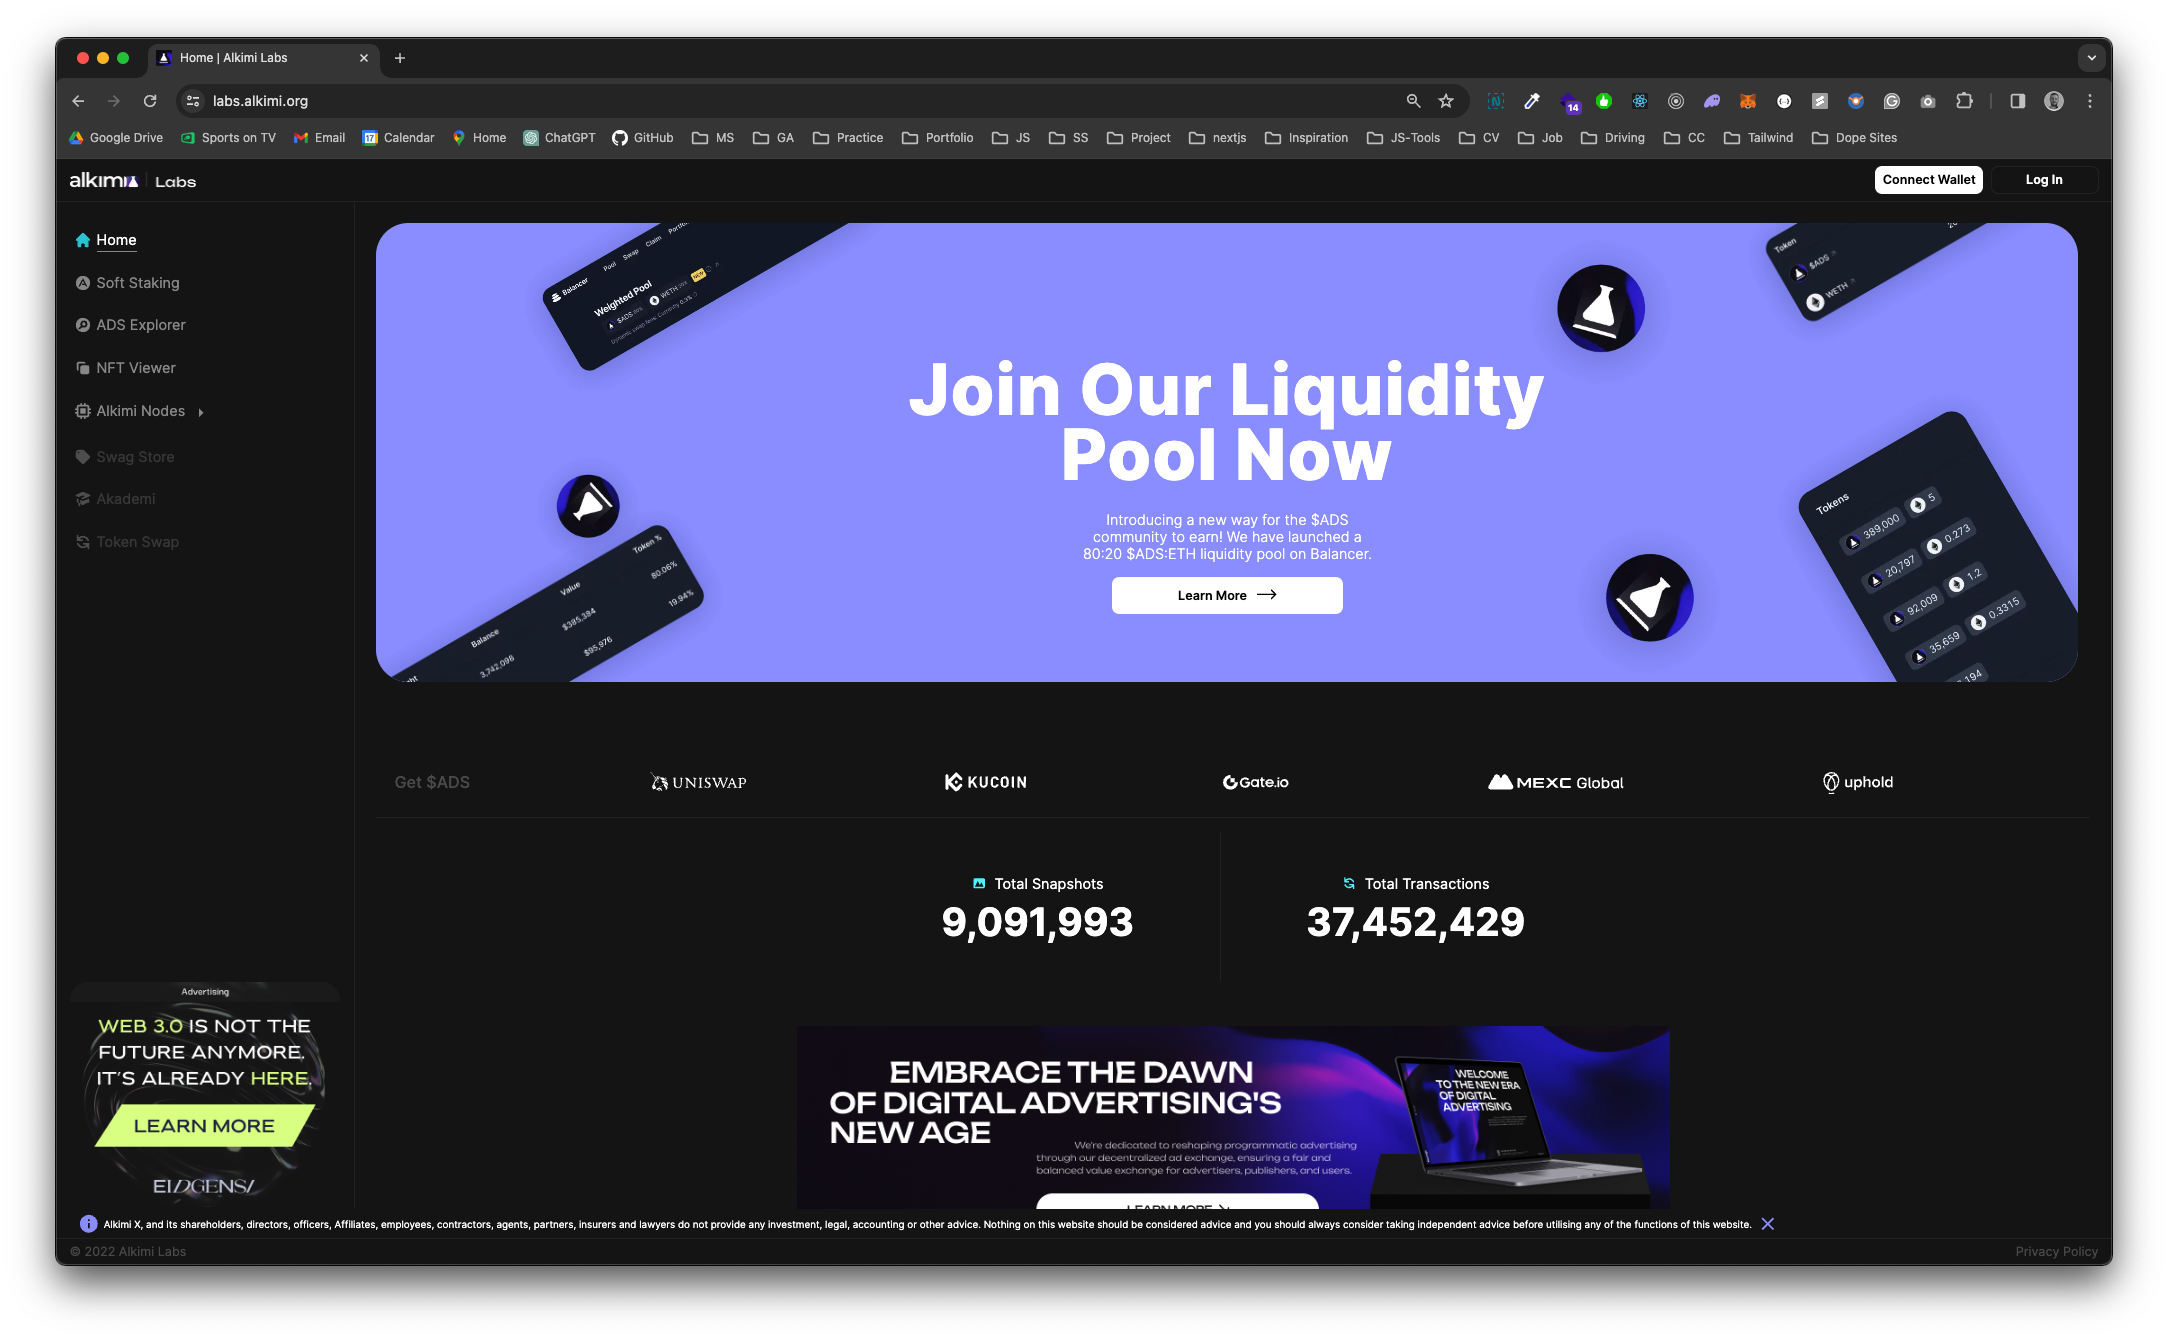 Home | Alkimi Labs
labs.alkimi.org
14
Google Drive
Sports on TV
Email
17
Calendar
Home
ChatGPT
GitHub
MS
GA
Practice
Portfolio
JS
SS
Project
nextjs
Inspiration
JS-Tools
CV
Job
Driving
CC
Tailwind
Dope Sites
alkimi Labs
Connect Wallet
Log In
Home
Soft Staking
ADS Explorer
NFT Viewer
Alkimi Nodes
Swag Store
Akademi
Token Swap
Balancer
Pool
Swap
Claim
Weighted Pool
$ADS
WETH
NEW
Token
$ADS
WETH
Join Our Liquidity
Pool Now
Introducing a new way for the $ADS
community to earn! We have launched a
80:20 $ADS:ETH liquidity pool on Balancer.
Learn More
Balance
Value
Token %
3,742,096
$385,384
80.06%
$95,976
19.94%
Tokens
389,000
5
20,797
0.273
92,009
1.2
35,659
0.3315
Get $ADS
UNISWAP
KUCOIN
Gate.io
MEXC Global
uphold
Total Snapshots
9,091,993
Total Transactions
37,452,429
Advertising
WEB 3.0 IS NOT THE
FUTURE ANYMORE.
IT'S ALREADY HERE.
LEARN MORE
EMBRACE THE DAWN
OF DIGITAL ADVERTISING'S
NEW AGE
We're dedicated to reshaping programmatic advertising
through our decentralized ad exchange, ensuring a fair and
balanced value exchange for advertisers, publishers, and users.
LEARN MORE
WELCOME
TO THE NEW ERA
OF DIGITAL
ADVERTISING
Alkimi X, and its shareholders, directors, officers, Affiliates, employees, contractors, agents, partners, insurers and lawyers do not provide any investment, legal, accounting or other advice. Nothing on this website should be considered advice and you should always consider taking independent advice before utilising any of the functions of this website.
© 2022 Alkimi Labs
Privacy Policy